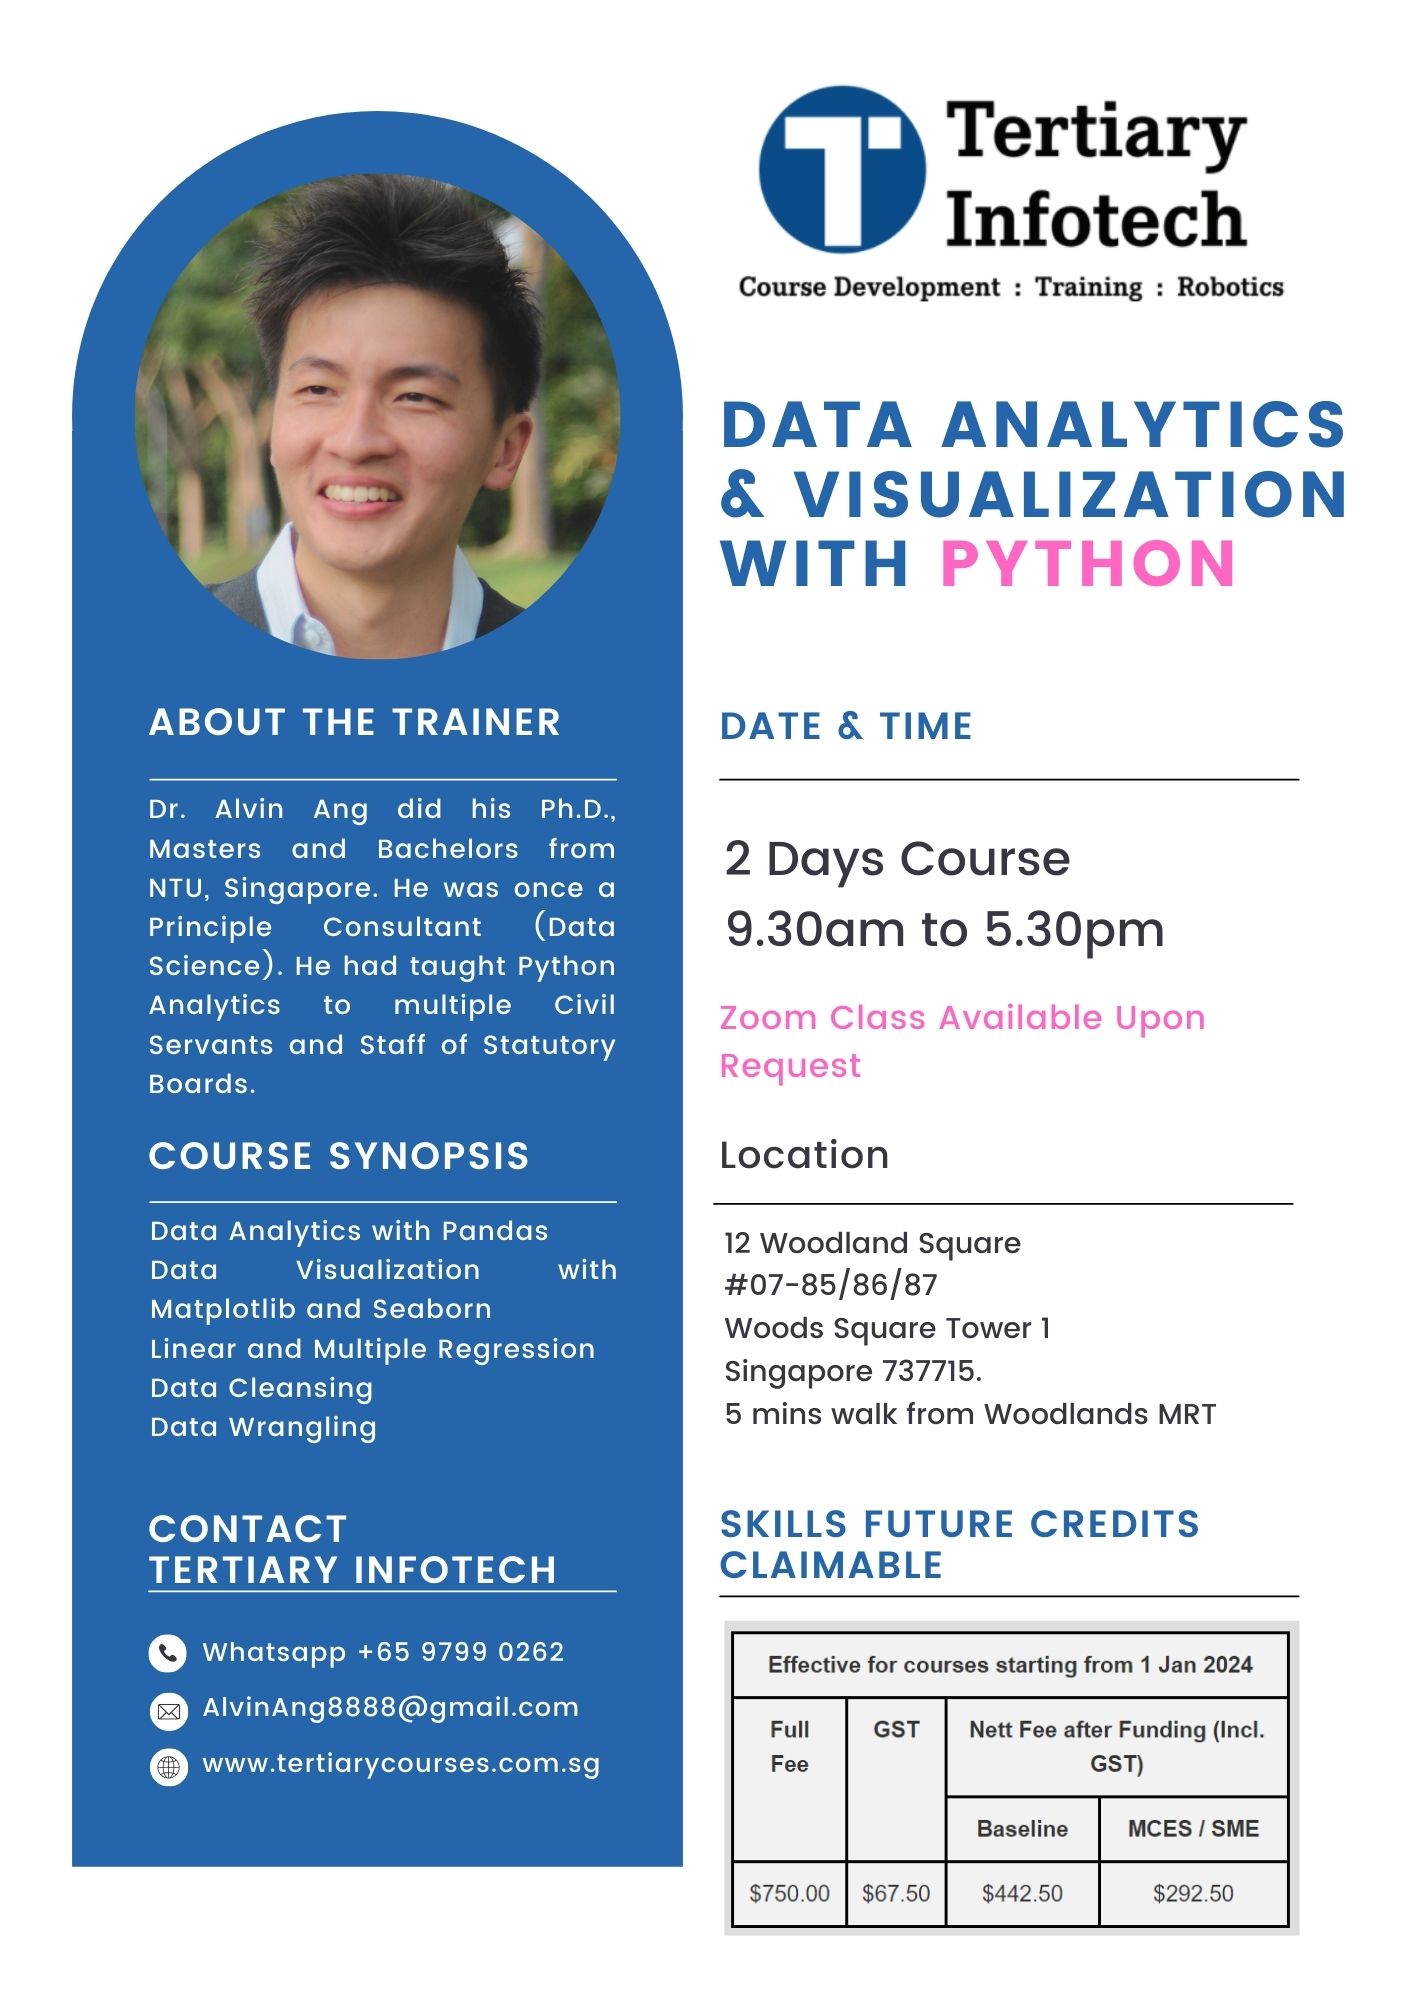 Tertiary
Infotech
Course Development : Training : Robotics
DATA ANALYTICS
& VISUALIZATION
WITH PYTHON
ABOUT THE TRAINER
Dr. Alvin Ang did his Ph.D.,
Masters and Bachelors from
NTU, Singapore. He was once a
Principle Consultant (Data
Science). He had taught Python
Analytics to multiple Civil
Servants and Staff of Statutory
Boards.
COURSE SYNOPSIS
Data Analytics with Pandas
Data Visualization with
Matplotlib and Seaborn
Linear and Multiple Regression
Data Cleansing
Data Wrangling
CONTACT
TERTIARY INFOTECH
Whatsapp +65 9799 0262
AlvinAng8888@gmail.com
www.tertiarycourses.com.sg
DATE & TIME
2 Days Course
9.30am to 5.30pm
Zoom Class Available Upon
Request
Location
12 Woodland Square
#07-85/86/87
Woods Square Tower 1
Singapore 737715.
5 mins walk from Woodlands MRT
SKILLS FUTURE CREDITS
CLAIMABLE
Effective for courses starting from 1 Jan 2024
Full
Fee
GST
Nett Fee after Funding (Incl.
GST)
Baseline
MCES / SME
$750.00
$67.50
$442.50
$292.50